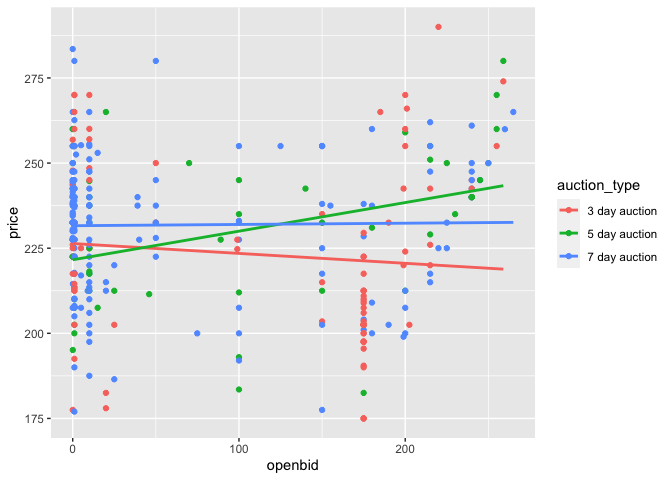 275
250
225
200
175
price
0
100
200
openbid
auction_type
3 day auction
5 day auction
7 day auction